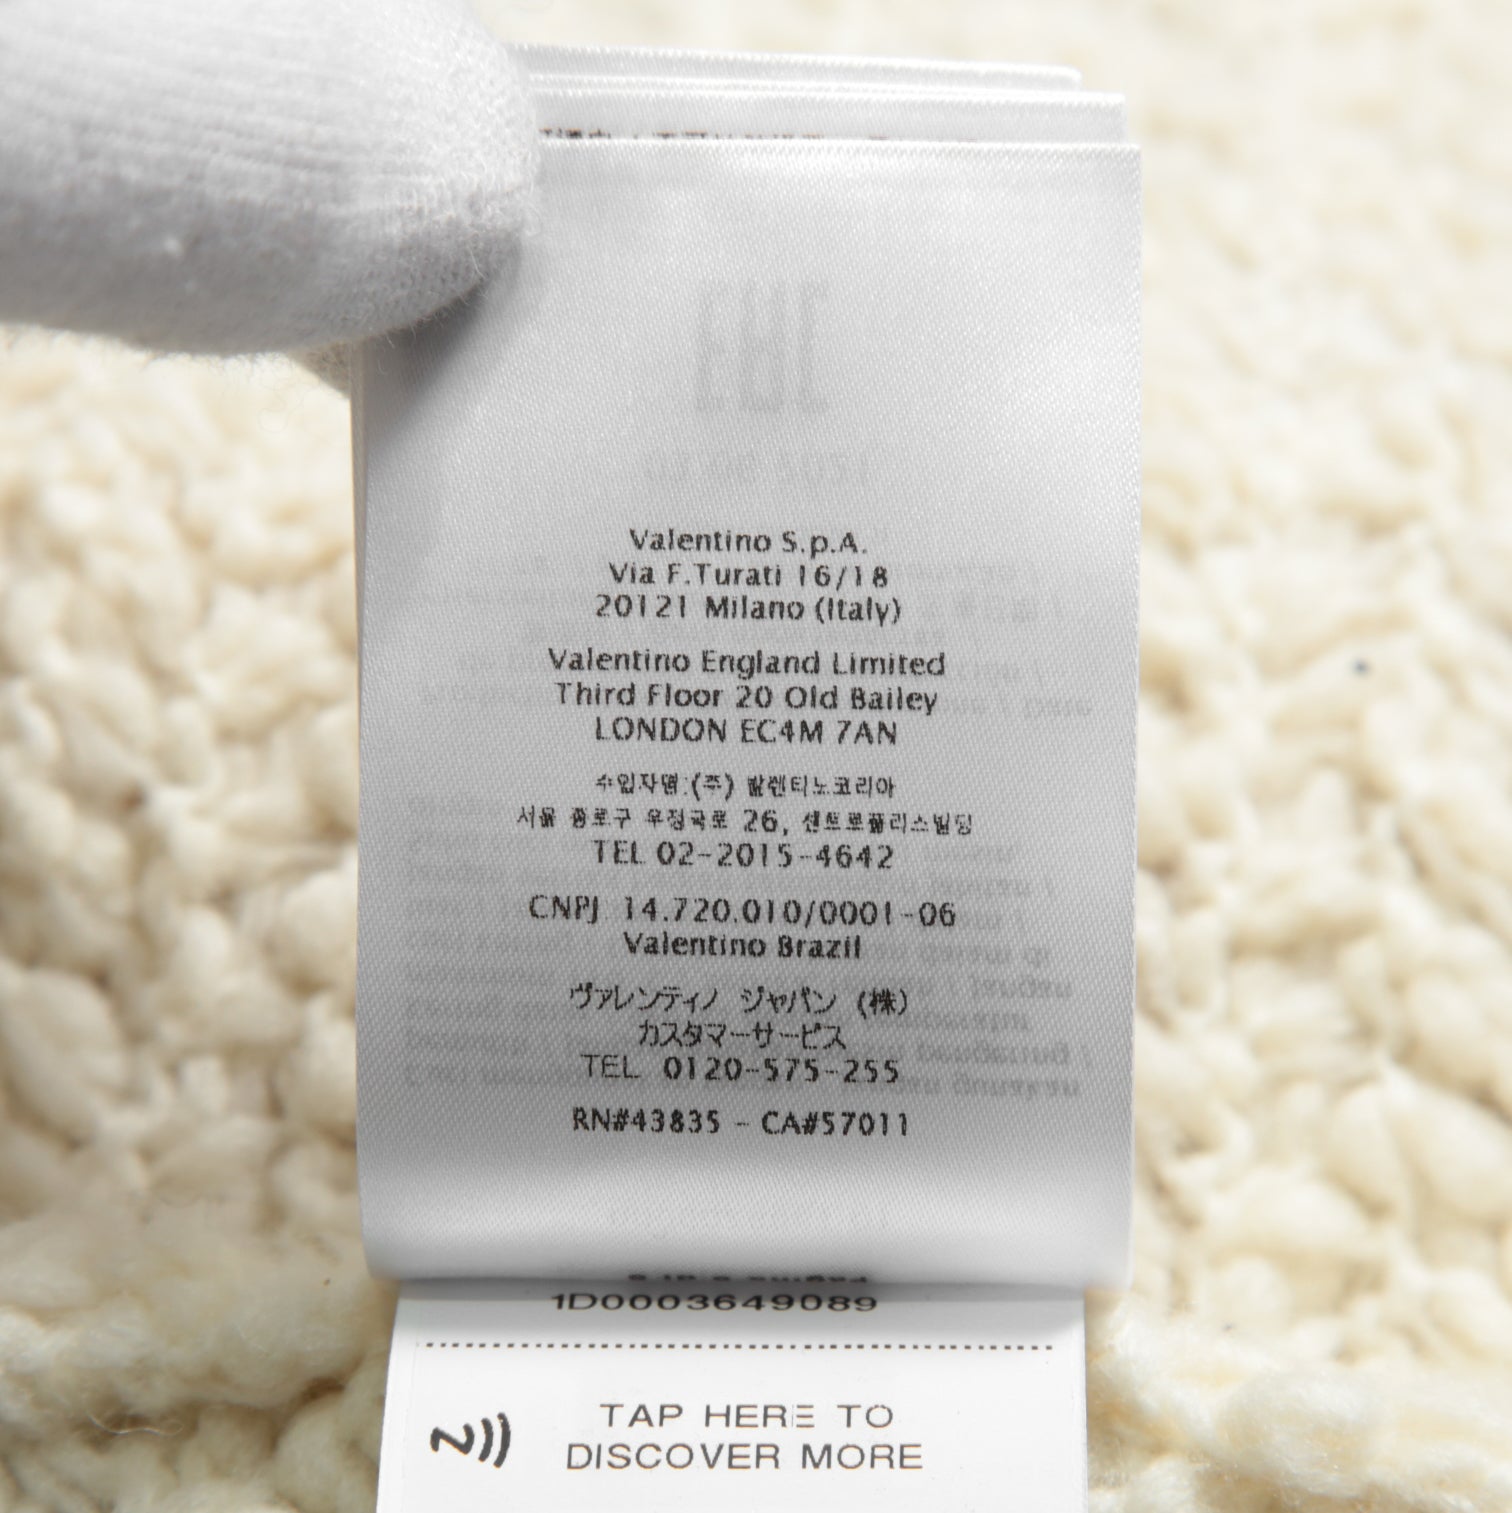 Valentino S.p.A.
Via F.Turati 16/18
20121 Milano (Italy)
Valentino England Limited
Third Floor 20 Old Bailey
LONDON EC4M 7AN
수입자명:(주) 발렌티노코리아
서울 종로구 우정국로 26, 센트로폴리스빌딩
TEL 02-2015-4642
CNPJ 14.720.010/0001-06
Valentino Brazil
ヴァレンティノ ジャパン (株)
カスタマーサービス
TEL 0120-575-255
RN#43835 - CA#57011
1D0003649089
TAP HERE TO
DISCOVER MORE